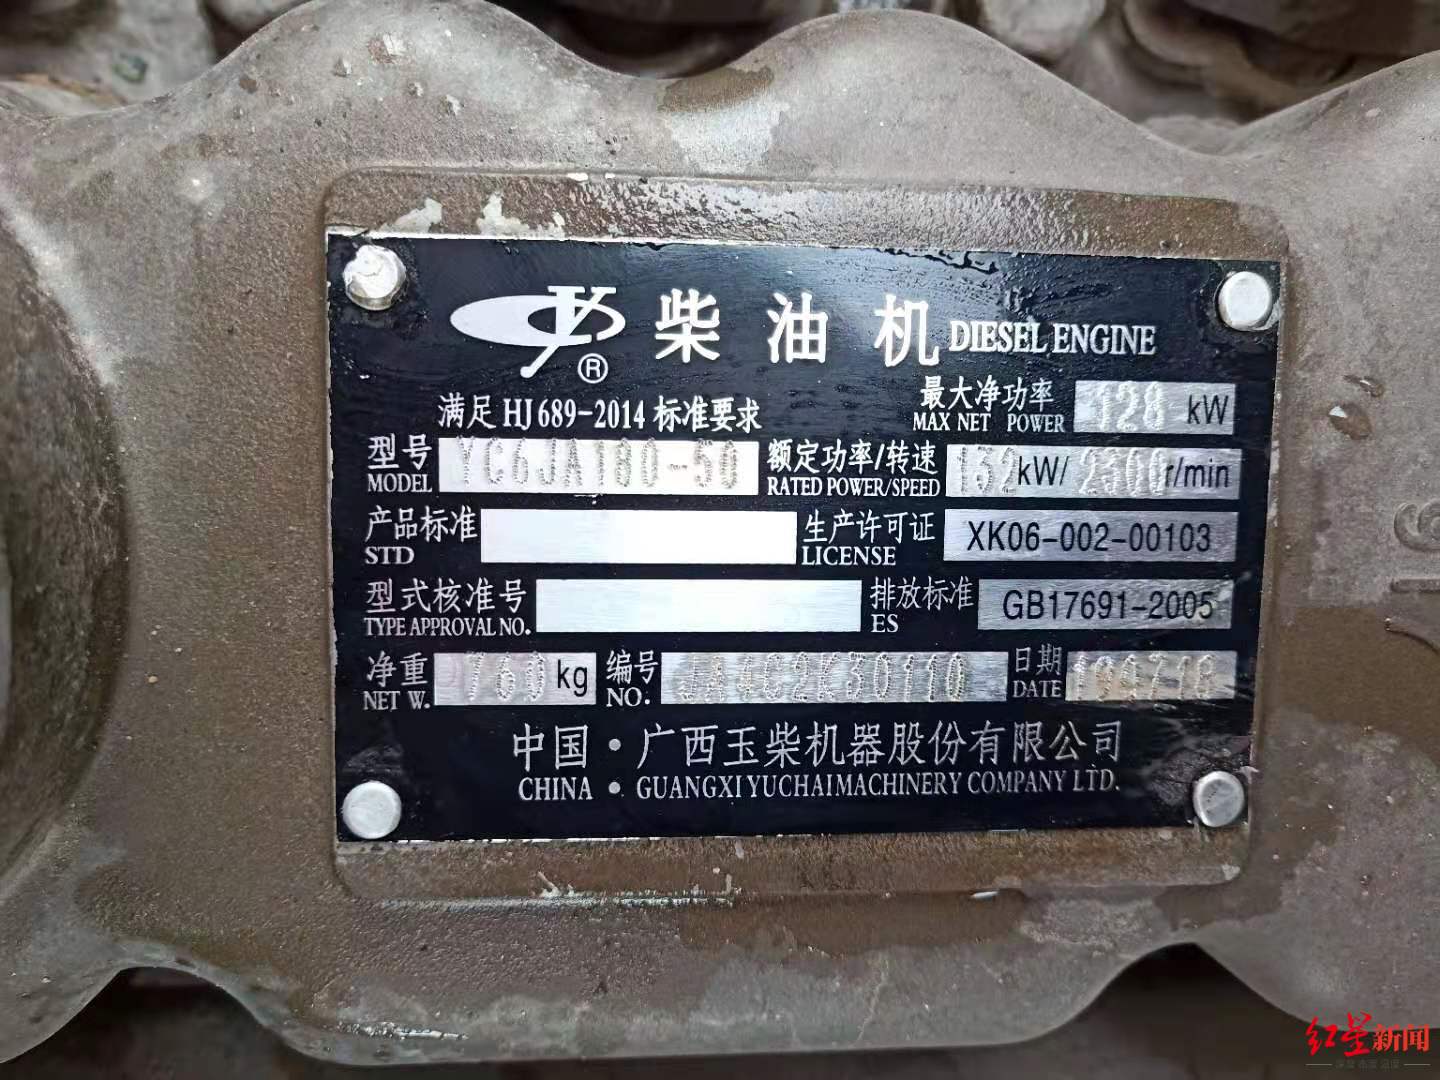 柴油机 DIESEL ENGINE
®
满足 HJ 689-2014 标准要求
最大净功率 128 kW
MAX NET POWER
型号 YC6JA180-50 额定功率/转速 132kW/ 2300r/min
MODEL RATED POWER/SPEED
产品标准 生产许可证 XK06-002-00103
STD LICENSE
型式核准号 排放标准 GB17691-2005
TYPE APPROVAL NO. ES
净重 760 kg 编号 JA4C2K30110 日期
NET W. NO. DATE
中国·广西玉柴机器股份有限公司
CHINA · GUANGXI YUCHAI MACHINERY COMPANY LTD.
红星新闻